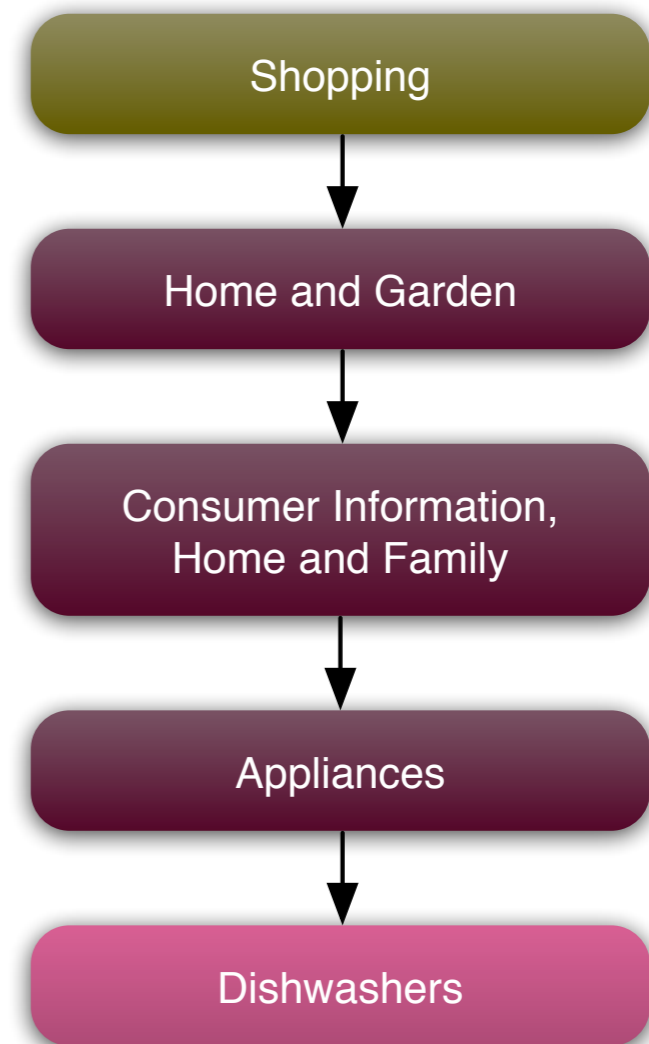 Shopping
Home and Garden
Consumer Information,
Home and Family
Appliances
Dishwashers